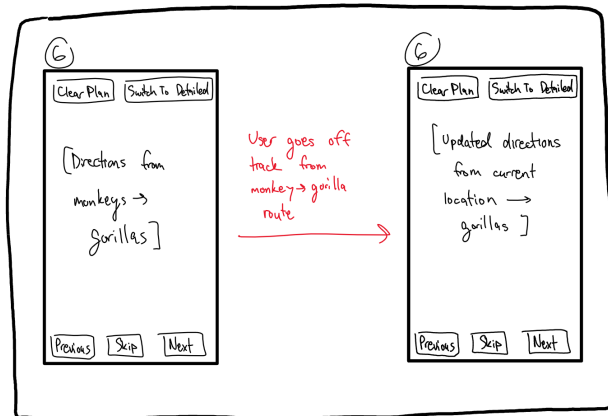 6
Clear Plan Switch To Detailed
[Directions from
monkeys →
gorillas]
Previous Skip Next
User goes off
track from
monkey → gorilla
route
6
Clear Plan Switch To Detailed
[Updated directions
from current
location →
gorillas]
Previous Skip Next